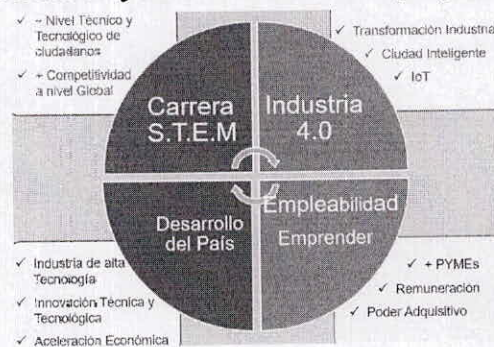 ✓ ~ Nivel Técnico y
Tecnológico de
ciudadanos
✓ + Competitividad
a nivel Global
✓ Transformación Industrial
✓ Ciudad Inteligente
✓ IoT
Carrera
S.T.E.M
Industria
4.0
Desarrollo
del País
Empleabilidad
Emprender
✓ Industria de alta
Tecnología
✓ Innovación Técnica y
Tecnológica
✓ Aceleración Económica
✓ + PYMEs
✓ Remuneración
✓ Poder Adquisitivo